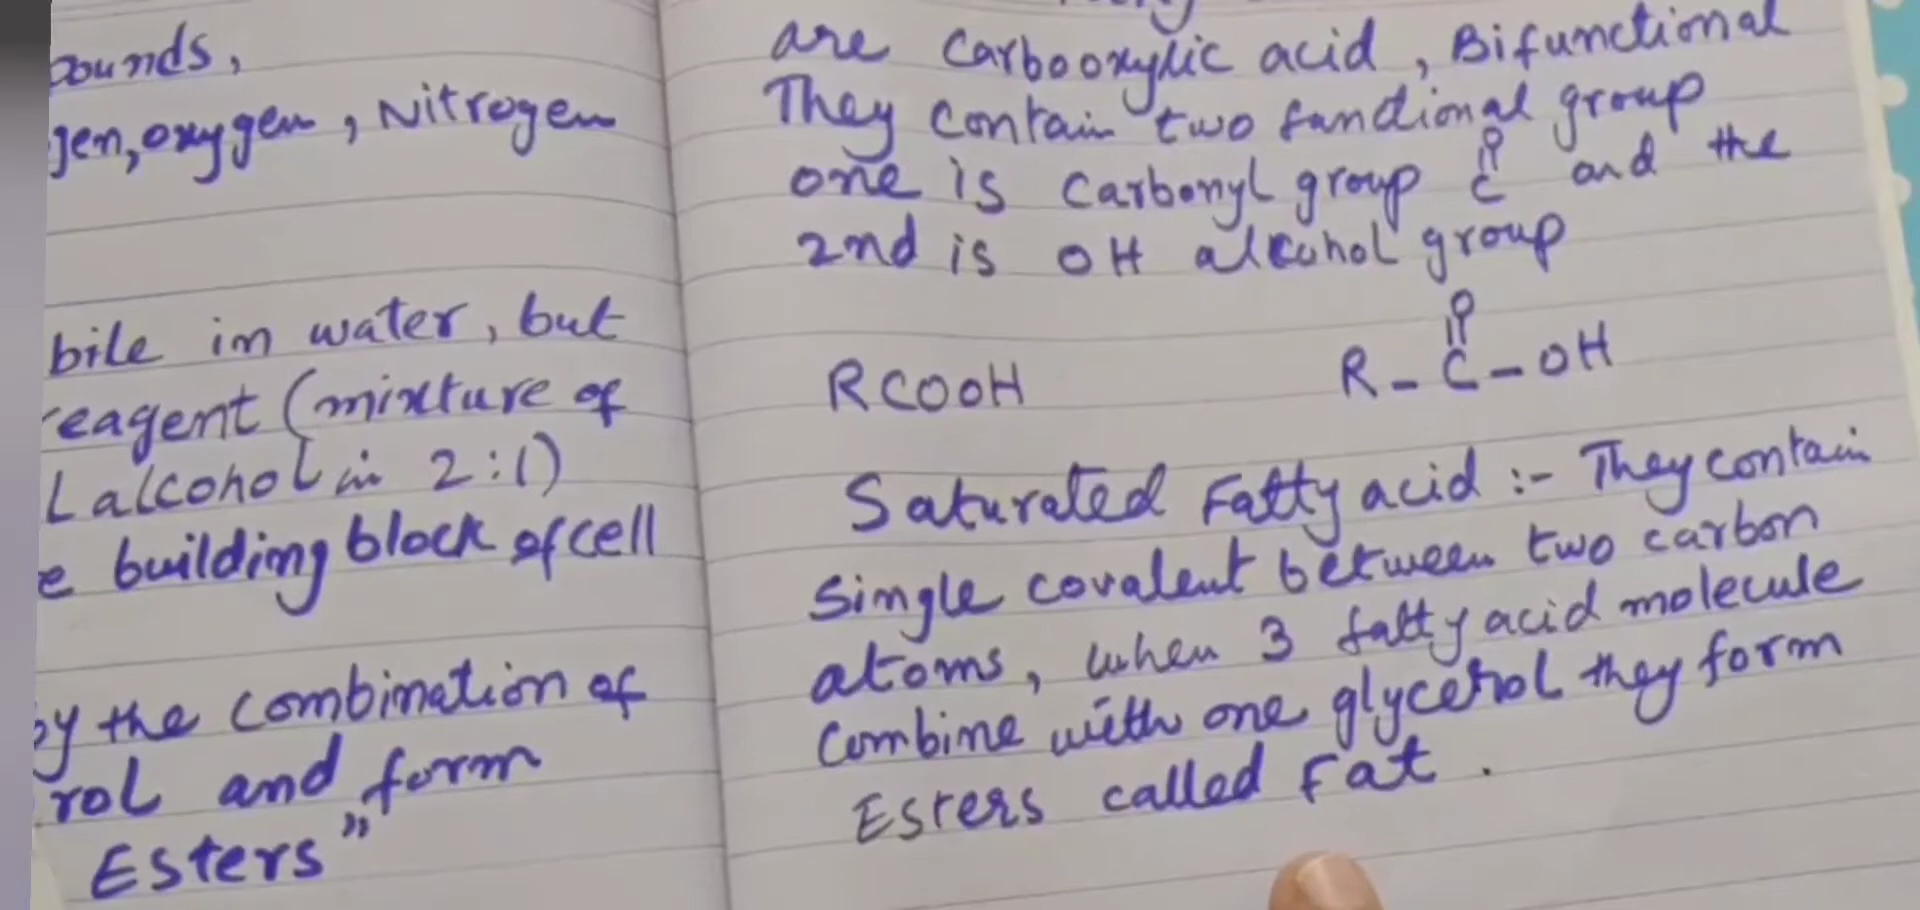 ounds,
gen, oxygen, Nitrogen
bile in water, but
reagent (mixture of
L alcohol in 2:1)
e building block of cell
by the combination of
rol and form
Esters"
are Carbooxylic acid, Bifunctional
They contain two fundional group
one is Carbonyl group O
C and the
2nd is OH alcohol group
O
RCOOH R - C - OH
Saturated Fatty acid :- They contain
Single covalent between two carbon
atoms, when 3 fatty acid molecule
Combine with one glycerol they form
Esters called Fat .